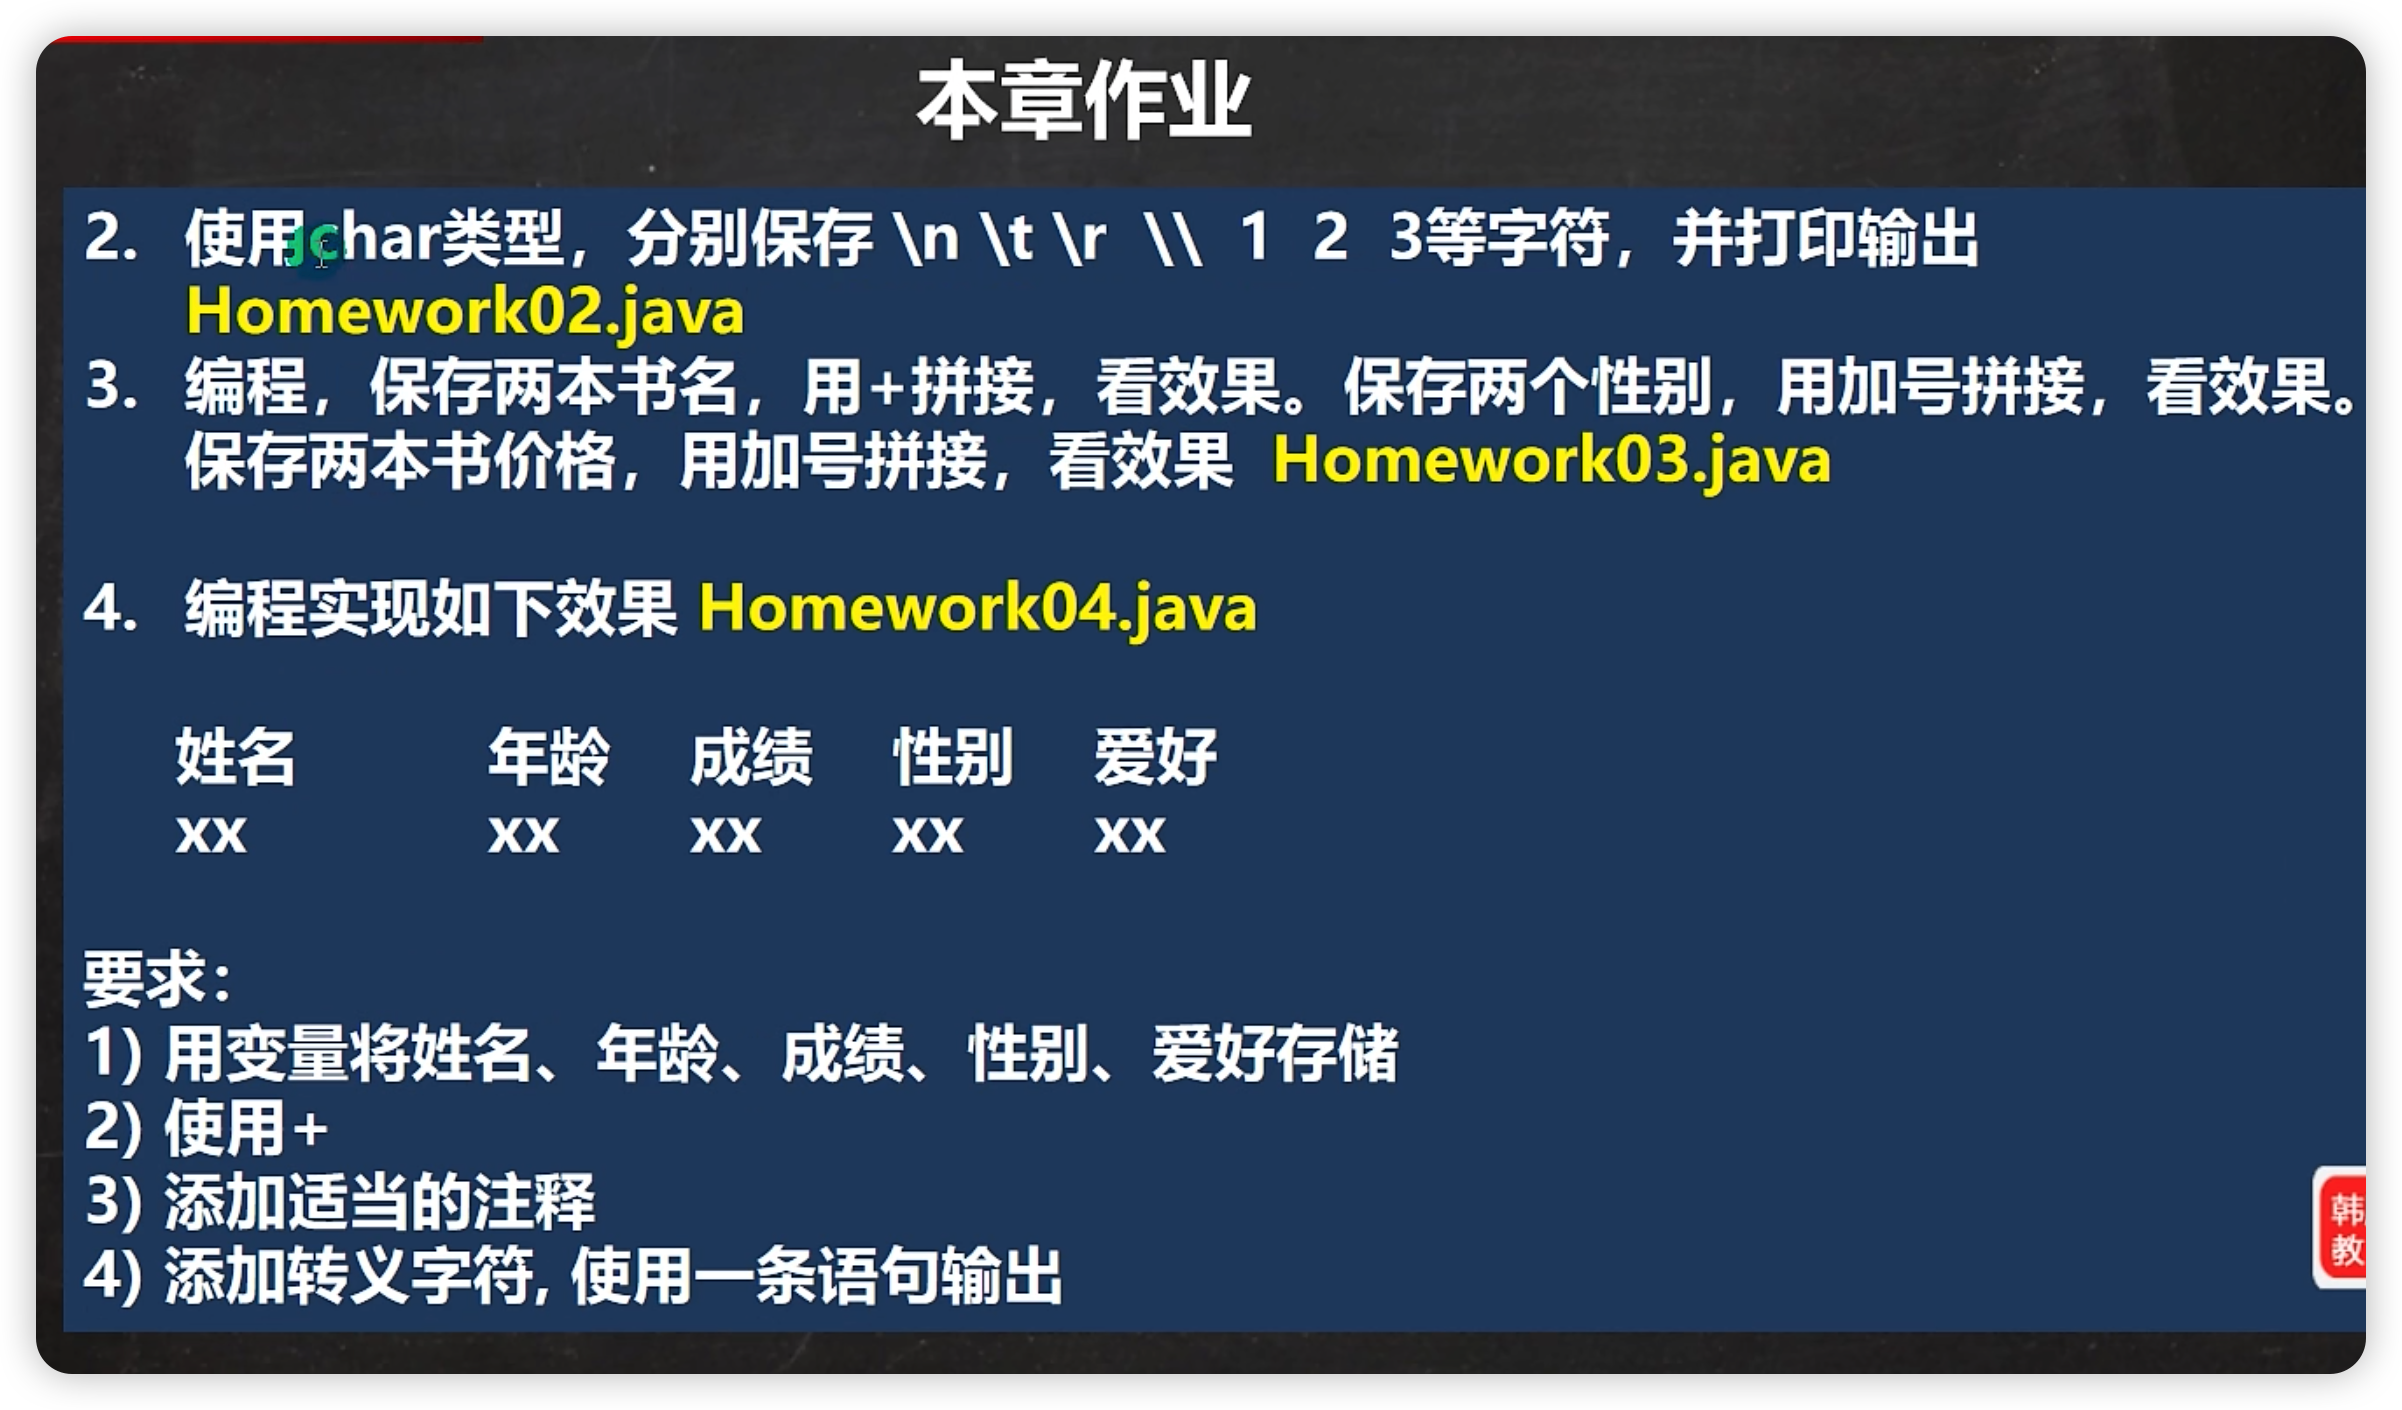 本章作业
2. 使用char类型，分别保存 \n \t \r \\ 1 2 3等字符，并打印输出
Homework02.java
3. 编程，保存两本书名，用+拼接，看效果。保存两个性别，用加号拼接，看效果。
保存两本书价格，用加号拼接，看效果 Homework03.java
4. 编程实现如下效果 Homework04.java
姓名 年龄 成绩 性别 爱好
xx xx xx xx xx
要求：
1) 用变量将姓名、年龄、成绩、性别、爱好存储
2) 使用+
3) 添加适当的注释
4) 添加转义字符, 使用一条语句输出
韩
教